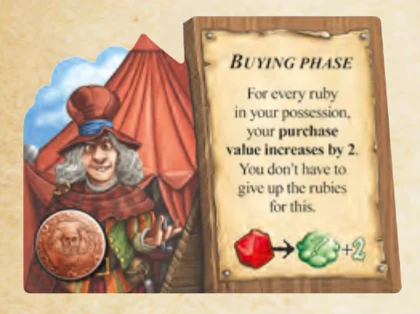 BUYING PHASE
For every ruby
in your possession,
your purchase
value increases by 2.
You don't have to
give up the rubies
for this.
+2